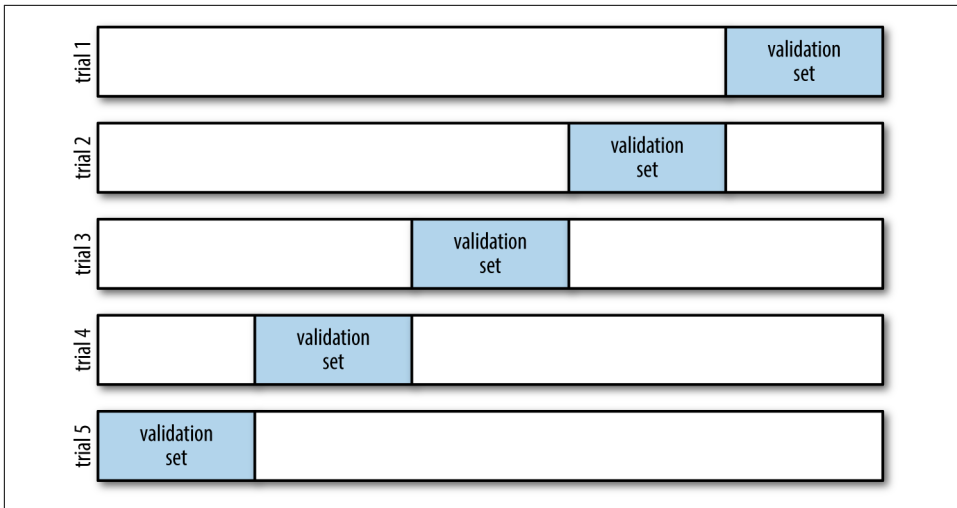 trial 1
validation
set
trial 2
validation
set
trial 3
validation
set
trial 4
validation
set
trial 5
validation
set